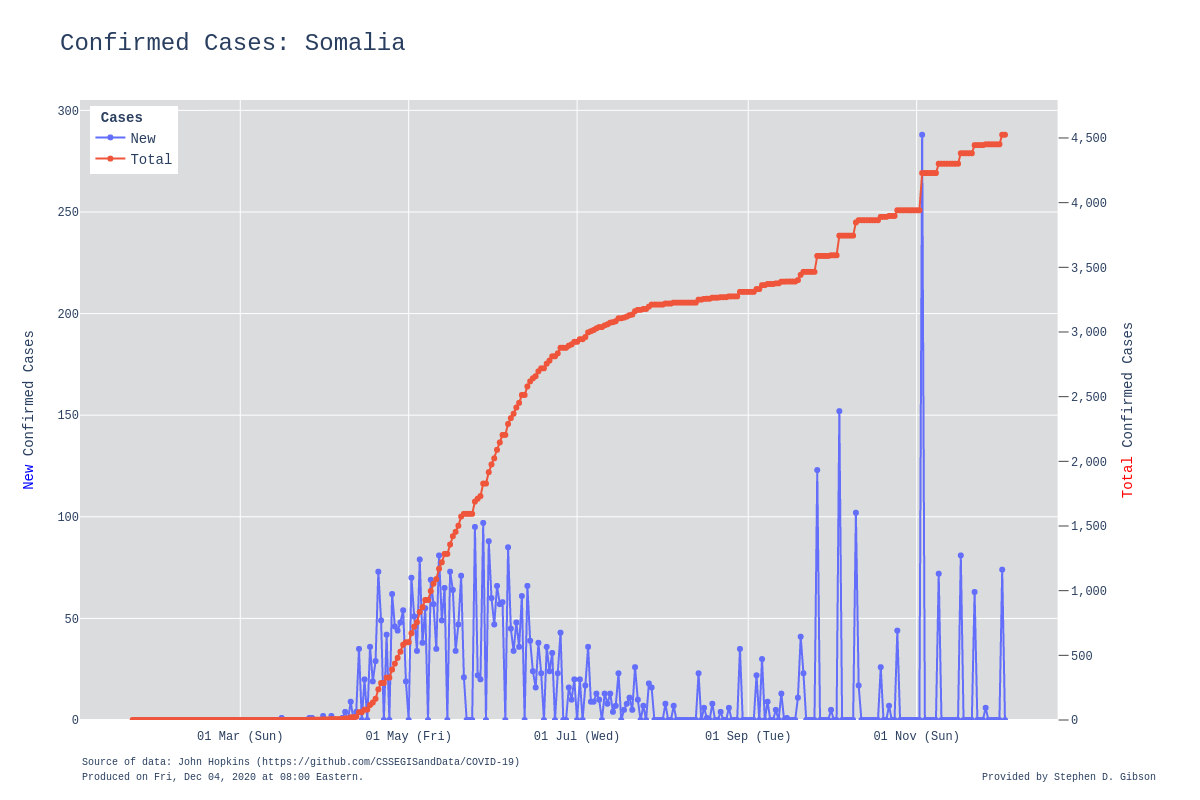 Confirmed Cases: Somalia
Cases
New
Total
300
250
200
150
100
50
0
4,500
4,000
3,500
3,000
2,500
2,000
1,500
1,000
500
0
New Confirmed Cases
Total Confirmed Cases
01 Mar (Sun)
01 May (Fri)
01 Jul (Wed)
01 Sep (Tue)
01 Nov (Sun)
Source of data: John Hopkins (https://github.com/CSSEGISandData/COVID-19)
Produced on Fri, Dec 04, 2020 at 08:00 Eastern.
Provided by Stephen D. Gibson